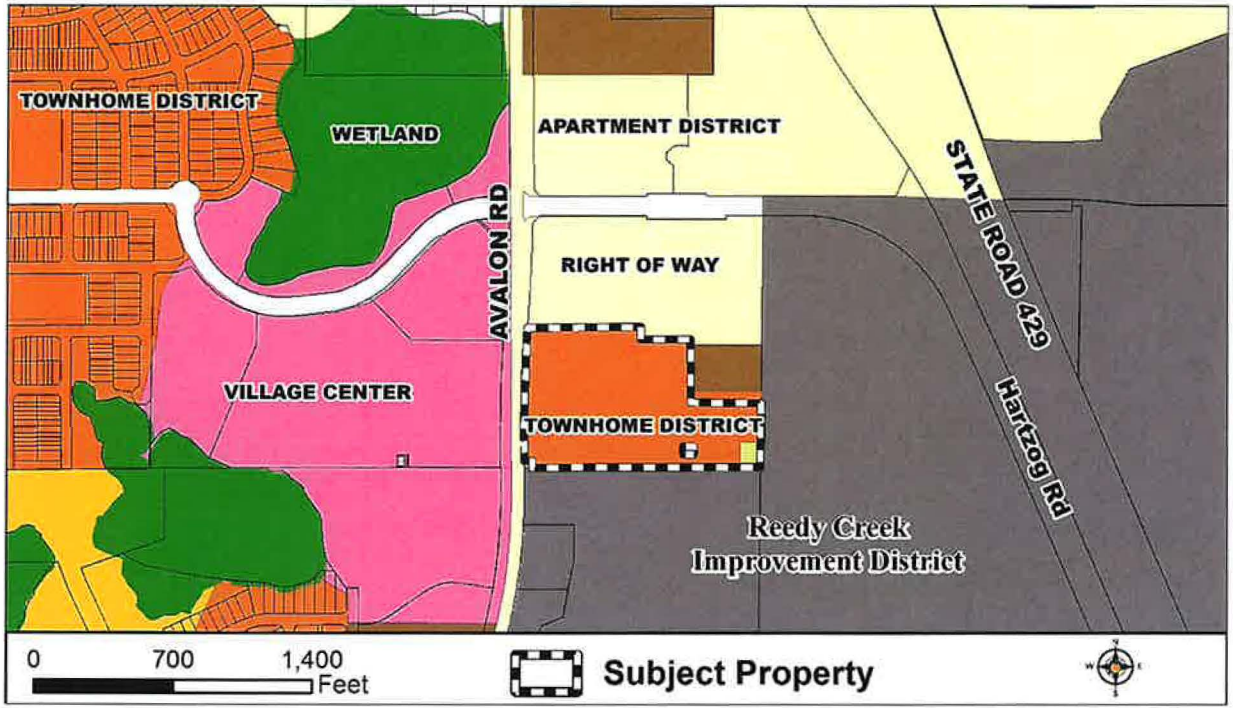 TOWNHOME DISTRICT
WETLAND
APARTMENT DISTRICT
STATE ROAD 429
AVALON RD
RIGHT OF WAY
VILLAGE CENTER
TOWNHOME DISTRICT
Hartzog Rd
Reedy Creek
Improvement District
0 700 1,400
Feet
Subject Property
N
W E
S